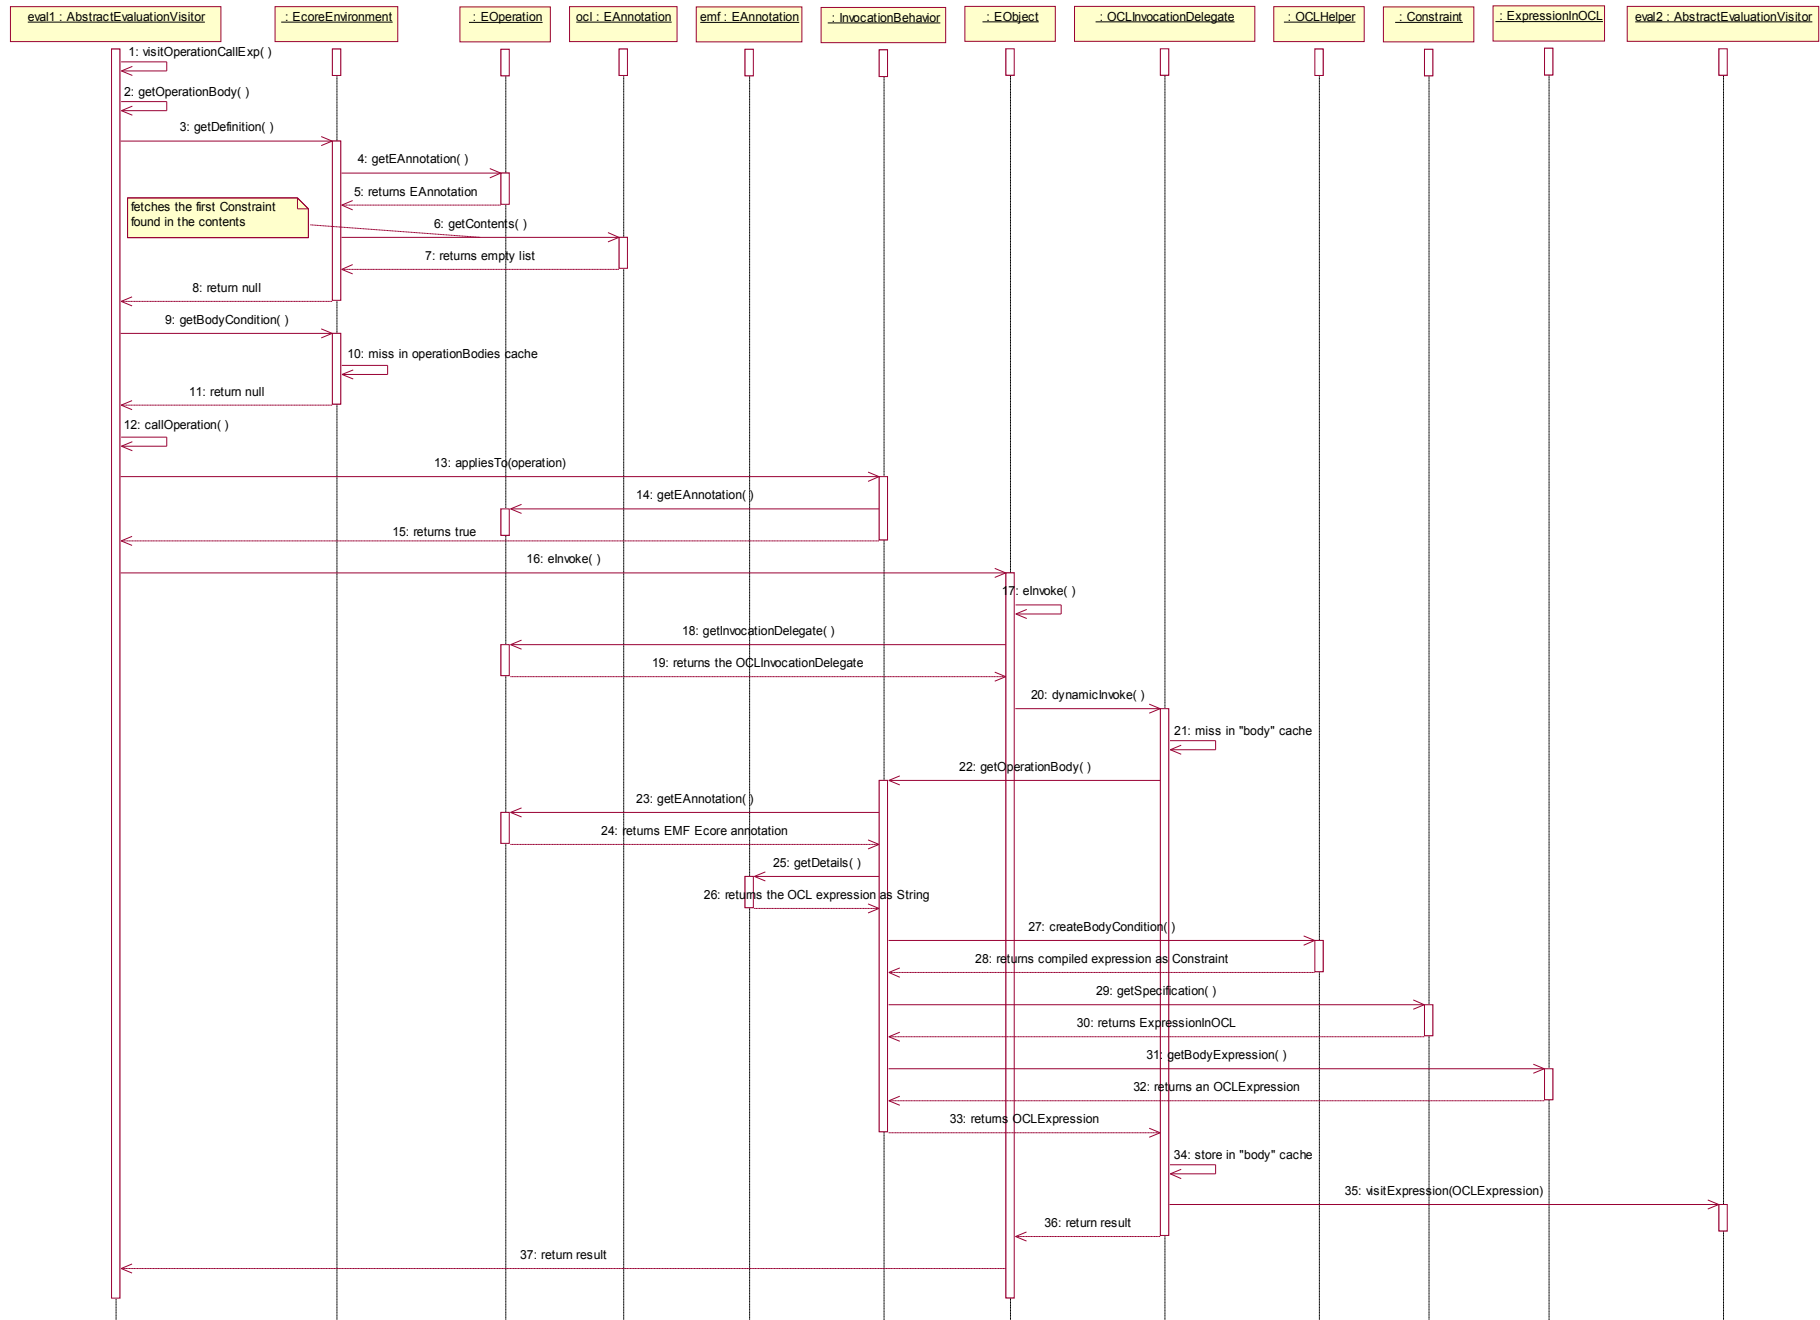 eval1 : AbstractEvaluationVisitor
: EcoreEnvironment
: EOperation
ocl : EAnnotation
emf : EAnnotation
: InvocationBehavior
: EObject
: OCLInvocationDelegate
: OCLHelper
: Constraint
: ExpressionInOCL
eval2 : AbstractEvaluationVisitor
1: visitOperationCallExp( )
2: getOperationBody( )
3: getDefinition( )
4: getEAnnotation( )
5: returns EAnnotation
fetches the first Constraint
found in the contents
6: getContents( )
7: returns empty list
8: return null
9: getBodyCondition( )
10: miss in operationBodies cache
11: return null
12: callOperation( )
13: appliesTo(operation)
14: getEAnnotation( )
15: returns true
16: eInvoke( )
17: eInvoke( )
18: getInvocationDelegate( )
19: returns the OCLInvocationDelegate
20: dynamicInvoke( )
21: miss in "body" cache
22: getOperationBody( )
23: getEAnnotation( )
24: returns EMF Ecore annotation
25: getDetails( )
26: returns the OCL expression as String
27: createBodyCondition( )
28: returns compiled expression as Constraint
29: getSpecification( )
30: returns ExpressionInOCL
31: getBodyExpression( )
32: returns an OCLExpression
33: returns OCLExpression
34: store in "body" cache
35: visitExpression(OCLExpression)
36: return result
37: return result